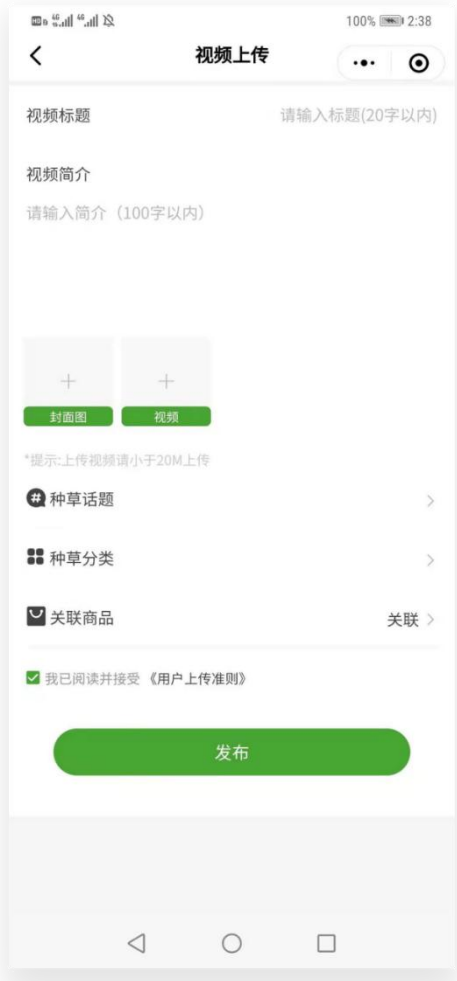 100% 2:38
视频上传
视频标题 请输入标题(20字以内)
视频简介
请输入简介（100字以内）
封面图 视频
*提示:上传视频请小于20M上传
种草话题
种草分类
关联商品 关联
我已阅读并接受 《用户上传准则》
发布